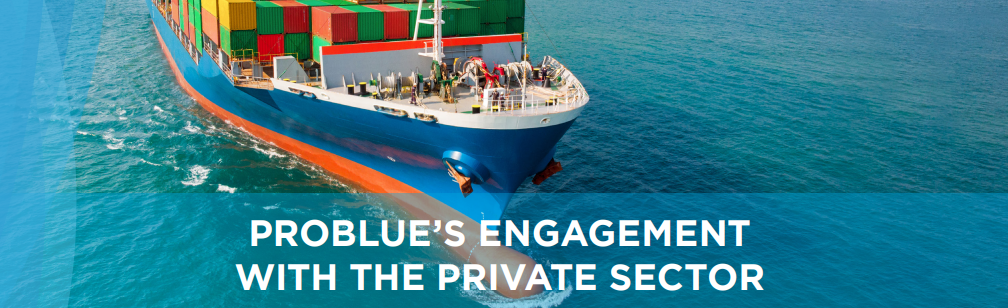 PROBLUE’S ENGAGEMENT
WITH THE PRIVATE SECTOR